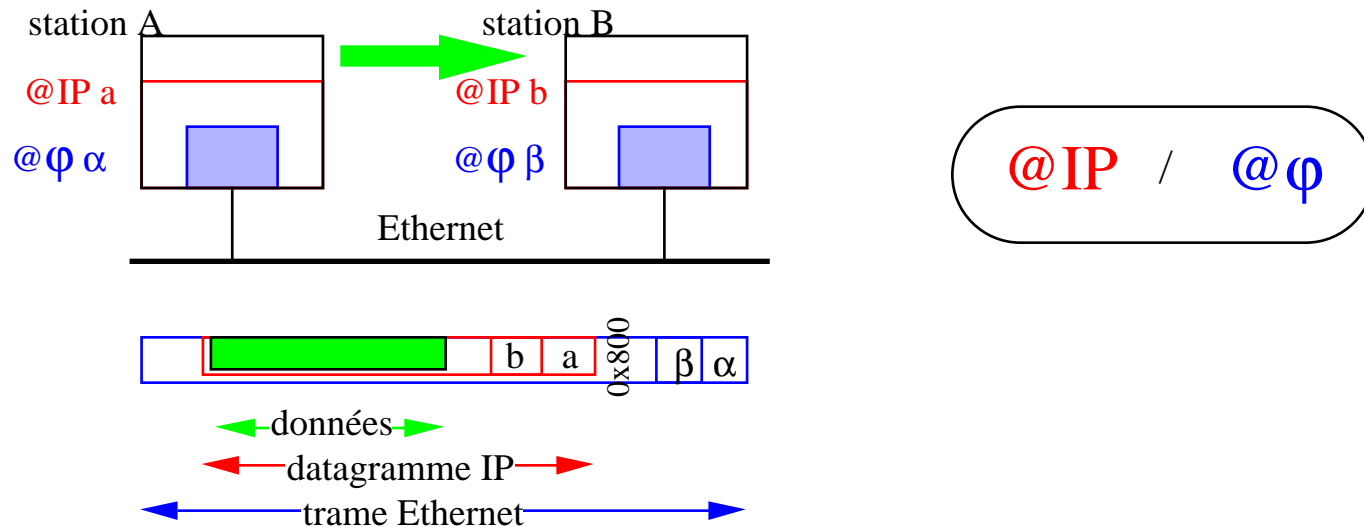 station A station B
@IP a @IP b
@φ α @φ β
Ethernet
@IP / @φ
b a 0x800 β α
données
datagramme IP
trame Ethernet